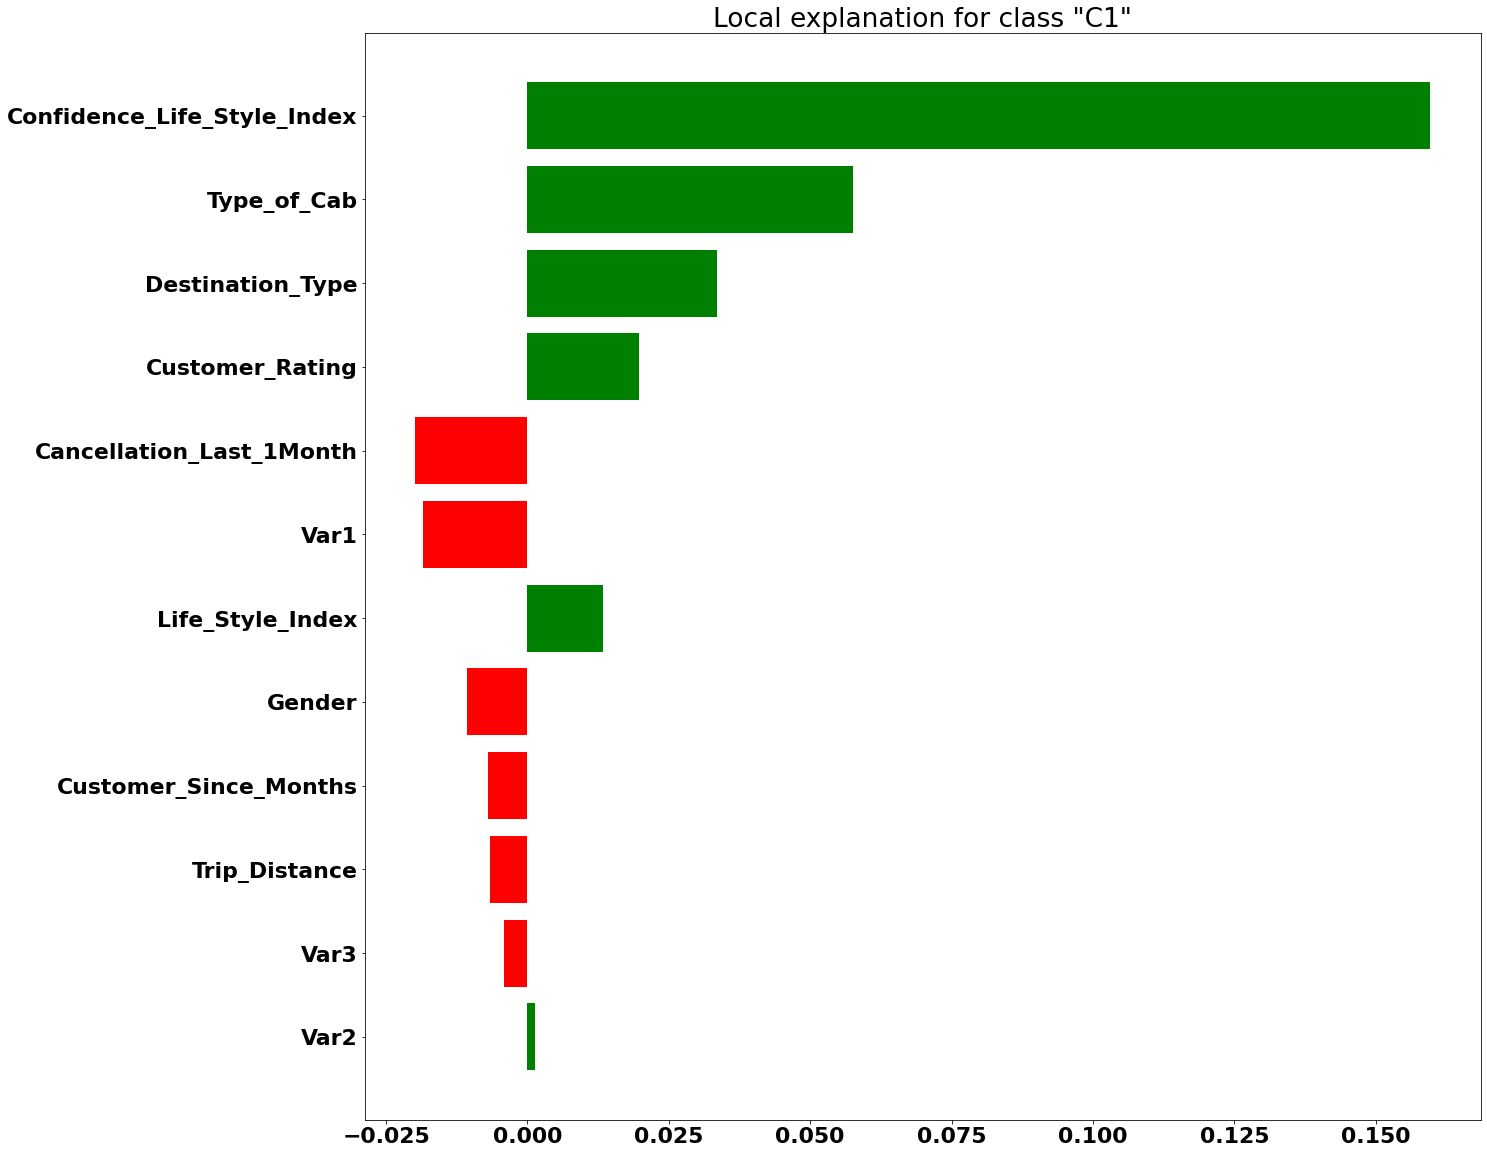 Local explanation for class "C1"
Confidence_Life_Style_Index
Type_of_Cab
Destination_Type
Customer_Rating
Cancellation_Last_1Month
Var1
Life_Style_Index
Gender
Customer_Since_Months
Trip_Distance
Var3
Var2
−0.025 0.000 0.025 0.050 0.075 0.100 0.125 0.150